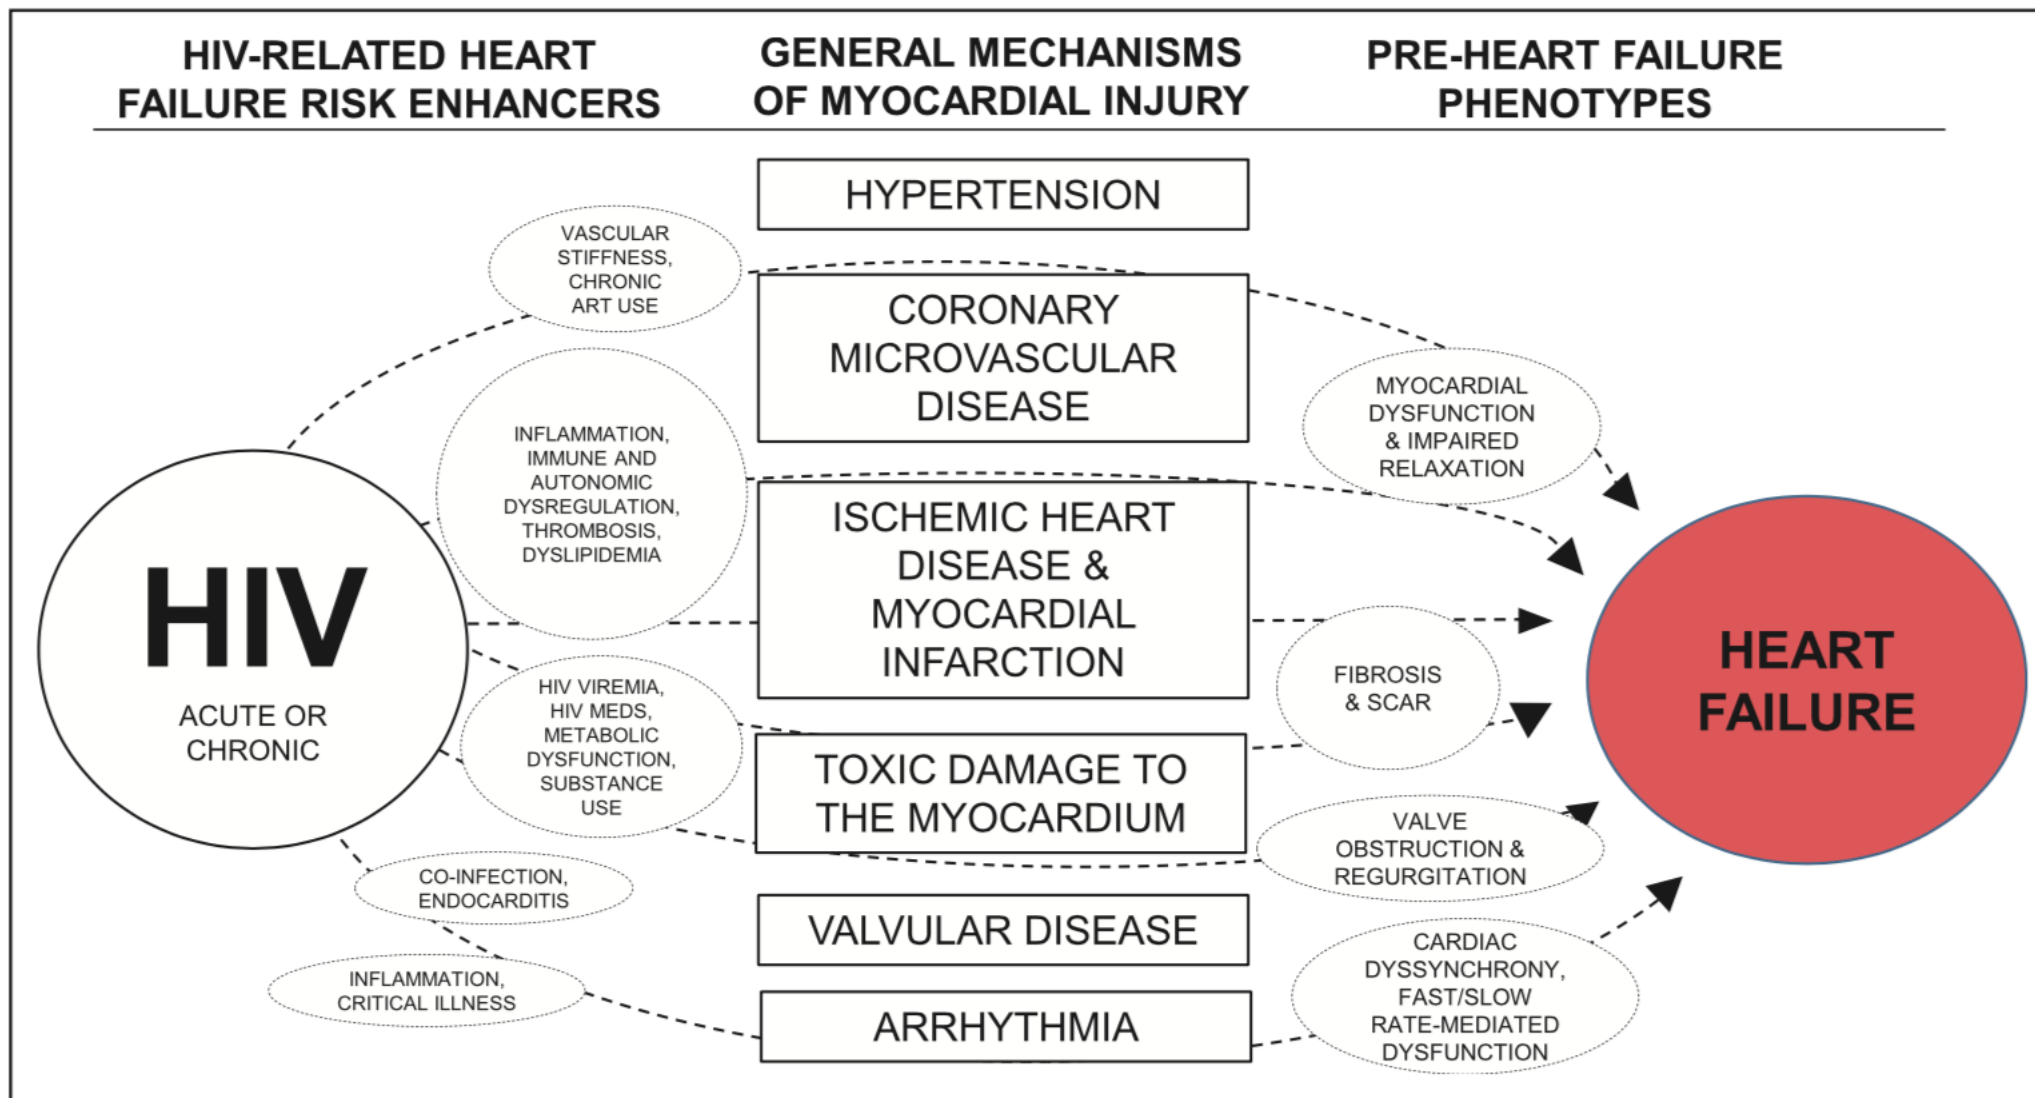 HIV-RELATED HEART
FAILURE RISK ENHANCERS
GENERAL MECHANISMS
OF MYOCARDIAL INJURY
PRE-HEART FAILURE
PHENOTYPES
HIV
ACUTE OR
CHRONIC
VASCULAR
STIFFNESS,
CHRONIC
ART USE
INFLAMMATION,
IMMUNE AND
AUTONOMIC
DYSREGULATION,
THROMBOSIS,
DYSLIPIDEMIA
HIV VIREMIA,
HIV MEDS,
METABOLIC
DYSFUNCTION,
SUBSTANCE
USE
CO-INFECTION,
ENDOCARDITIS
INFLAMMATION,
CRITICAL ILLNESS
HYPERTENSION
CORONARY
MICROVASCULAR
DISEASE
ISCHEMIC HEART
DISEASE &
MYOCARDIAL
INFARCTION
TOXIC DAMAGE TO
THE MYOCARDIUM
VALVULAR DISEASE
ARRHYTHMIA
MYOCARDIAL
DYSFUNCTION
& IMPAIRED
RELAXATION
FIBROSIS
& SCAR
VALVE
OBSTRUCTION &
REGURGITATION
CARDIAC
DYSSYNCHRONY,
FAST/SLOW
RATE-MEDIATED
DYSFUNCTION
HEART
FAILURE